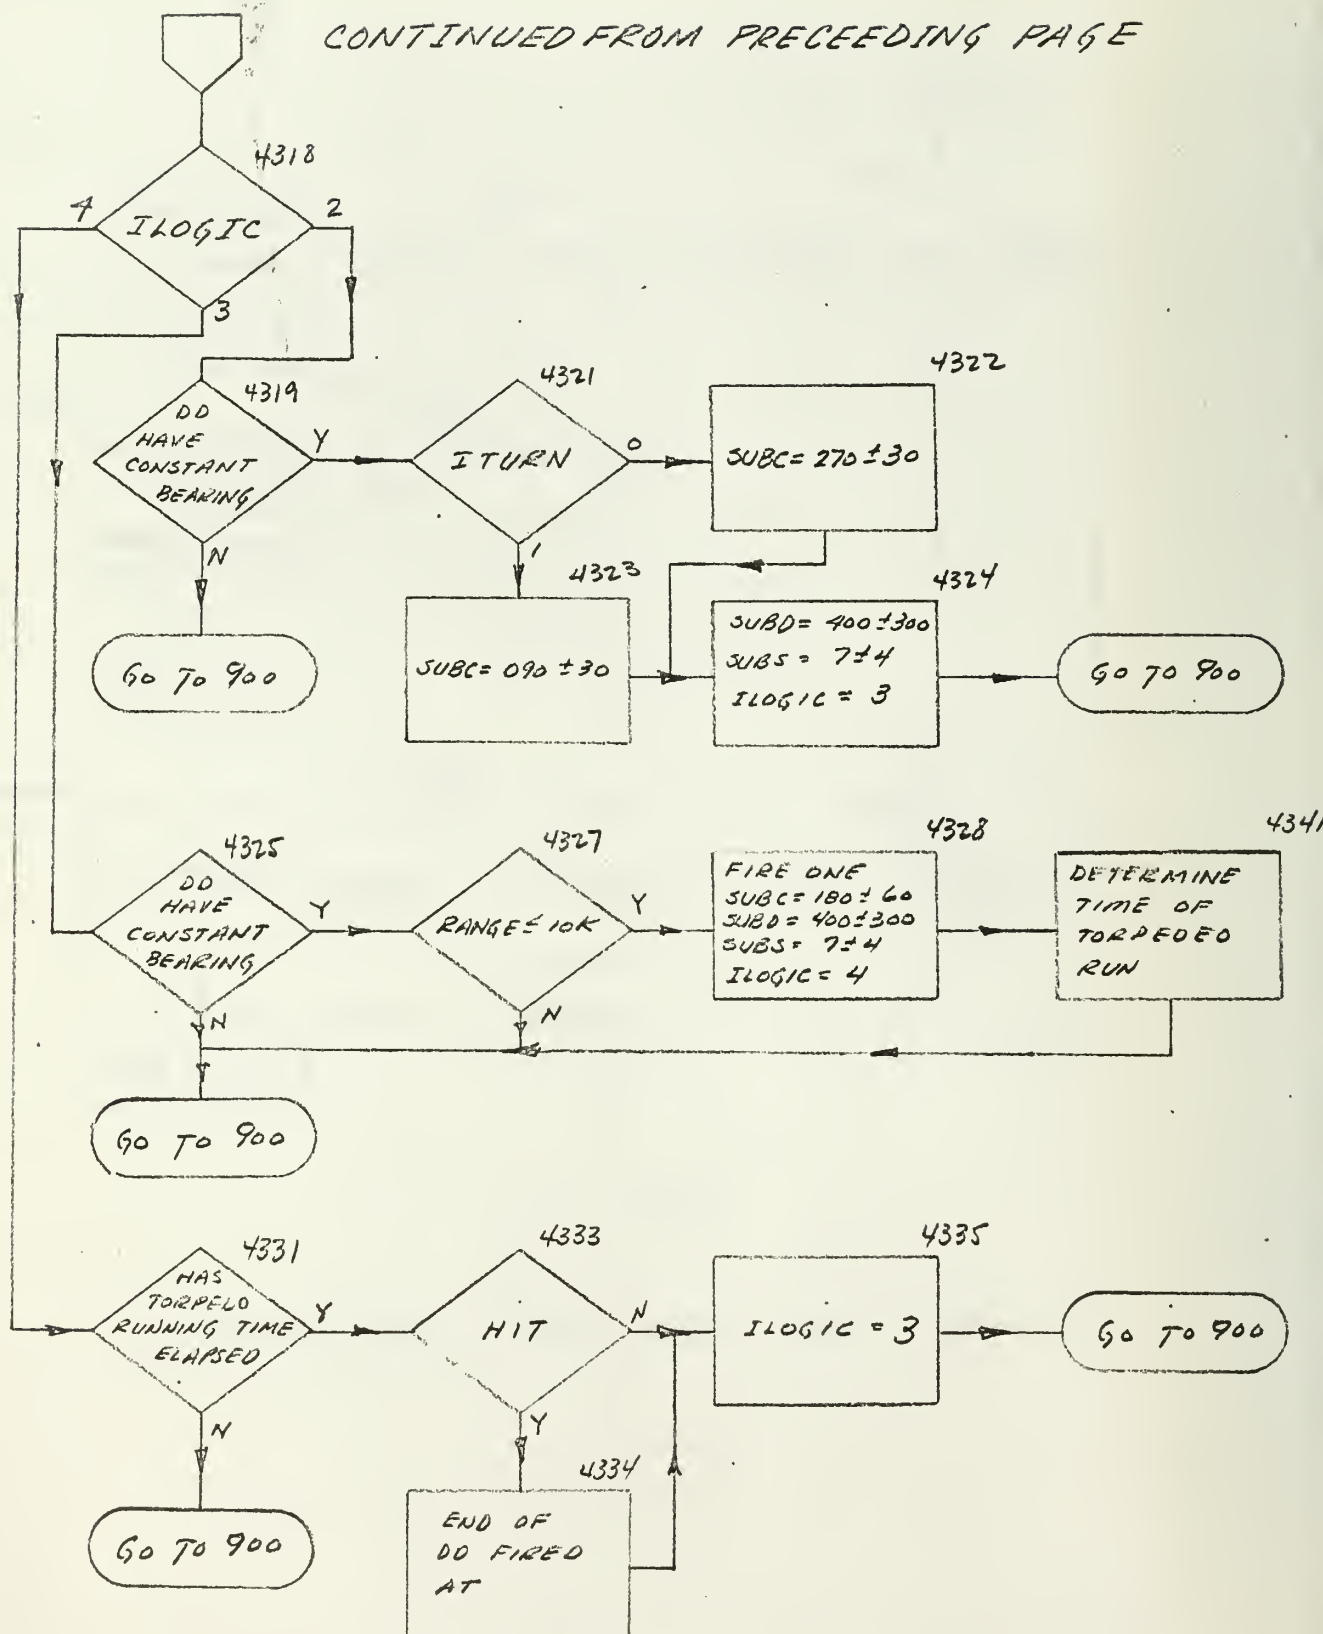 CONTINUED FROM PRECEEDING PAGE
4318
4
ILOGIC
2
3
4319
DO
HAVE
CONSTANT
BEARING
Y
N
GO TO 900
4321
ITURN
0
1
4322
SUBC = 270 ± 30
4323
SUBC = 090 ± 30
4324
SUBD = 400 ± 300
SUBS = 7 ± 4
ILOGIC = 3
GO TO 900
4325
DO
HAVE
CONSTANT
BEARING
Y
N
4327
RANGE ≤ 10K
Y
N
4328
FIRE ONE
SUBC = 180 ± 60
SUBD = 400 ± 300
SUBS = 7 ± 4
ILOGIC = 4
4341
DETERMINE
TIME OF
TORPEDEO
RUN
GO TO 900
4331
HAS
TORPEDO
RUNNING TIME
ELAPSED
Y
N
GO TO 900
4333
HIT
N
Y
4334
END OF
DD FIRED
AT
4335
ILOGIC = 3
GO TO 900